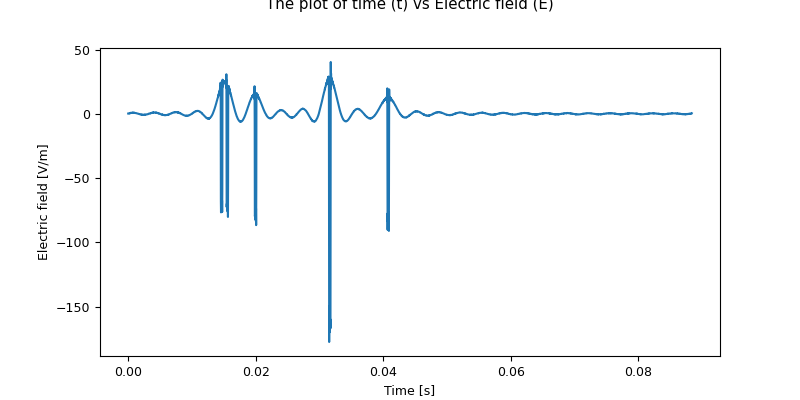 The plot of time (t) vs Electric field (E)
50
0
−50
−100
−150
Electric field [V/m]
0.00 0.02 0.04 0.06 0.08
Time [s]